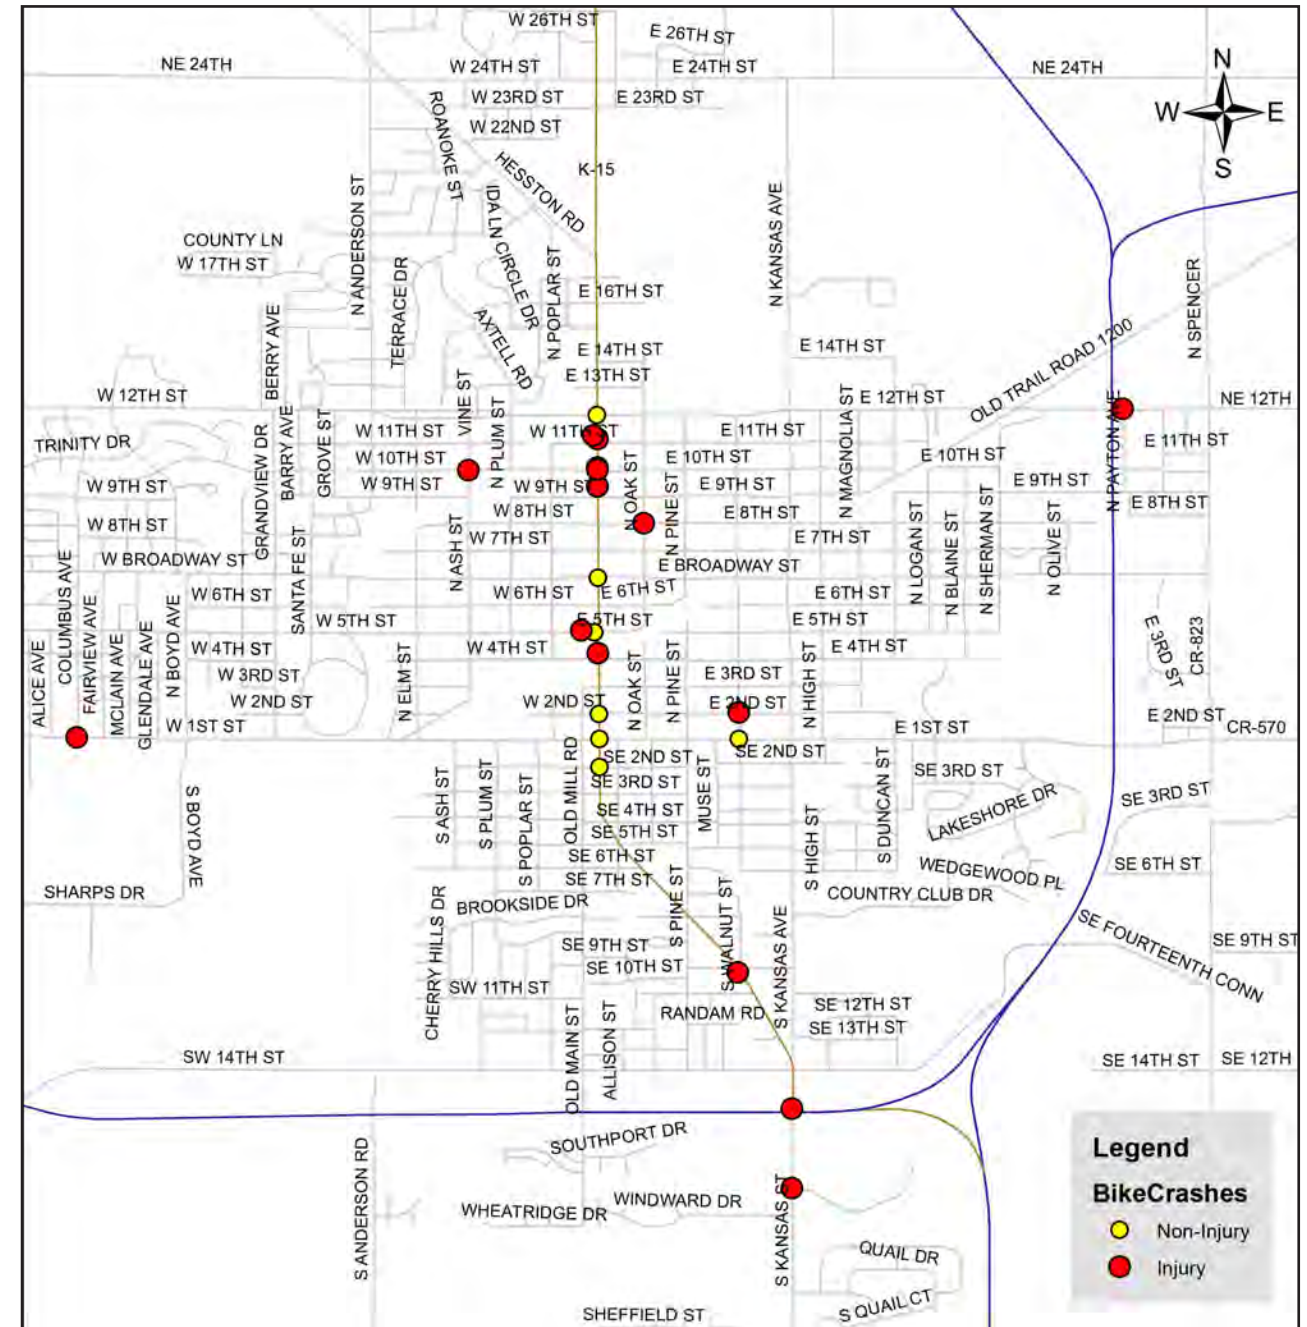 W 26TH ST
E 26TH ST
NE 24TH
W 24TH ST
E 24TH ST
NE 24TH
N
W
E
S
W 23RD ST
E 23RD ST
W 22ND ST
ROANOKE ST
HESSTON RD
K-15
IDALN CIRCLE DR
N ANDERSON ST
N KANSAS AVE
COUNTY LN
W 17TH ST
TERRACE DR
N POPLAR ST
E 16TH ST
N SPENCER
BERRY AVE
AXTELL RD
E 14TH ST
E 14TH ST
OLD TRAIL ROAD 1200
E 13TH ST
W 12TH ST
E 12TH ST
NE 12TH
VINE ST
N PLUM ST
N MAGNOLIA ST
N PAYTON AVE
TRINITY DR
GRANDVIEW DR
BARRY AVE
GROVE ST
W 11TH ST
W 11TH ST
E 11TH ST
E 11TH ST
W 10TH ST
E 10TH ST
E 10TH ST
W 9TH ST
W 9TH ST
W 9TH ST
E 9TH ST
E 9TH ST
N OAK ST
N PINE ST
W 8TH ST
W 8TH ST
E 8TH ST
E 8TH ST
N ASH ST
W 7TH ST
E 7TH ST
N LOGAN ST
N BLAINE ST
N SHERMAN ST
N OLIVE ST
W BROADWAY ST
E BROADWAY ST
COLUMBUS AVE
FAIRVIEW AVE
SANTA FE ST
W 6TH ST
W 6TH ST
E 6TH ST
E 6TH ST
W 5TH ST
E 5TH ST
E 5TH ST
ALICE AVE
MCLAIN AVE
GLENDALE AVE
N BOYD AVE
W 4TH ST
W 4TH ST
E 4TH ST
E 3RD ST
CR-823
W 3RD ST
N ELM ST
N OAK ST
N PINE ST
E 3RD ST
N HIGH ST
W 2ND ST
W 2ND ST
E 2ND ST
E 2ND ST
W 1ST ST
E 1ST ST
CR-570
OLD MILL RD
SE 2ND ST
SE 2ND ST
S ASH ST
S PLUM ST
S POPLAR ST
SE 3RD ST
MUSE ST
S DUNCAN ST
SE 3RD ST
LAKESHORE DR
SE 3RD ST
S BOYD AVE
SE 4TH ST
SE 5TH ST
S HIGH ST
SE 6TH ST
WEDGEWOOD PL
SE 6TH ST
SE 7TH ST
SHARPS DR
BROOKSIDE DR
COUNTRY CLUB DR
CHERRY HILLS DR
S PINE ST
S WALNUT ST
S KANSAS AVE
SE FOURTEENTH CONN
SE 9TH ST
SE 9TH ST
SE 10TH ST
SW 11TH ST
RANDAM RD
SE 12TH ST
SE 13TH ST
OLD MAIN ST
ALLISON ST
SW 14TH ST
SE 14TH ST
SE 12TH
SOUTHPORT DR
S ANDERSON RD
WHEATRIDGE DR
WINDWARD DR
S KANSAS ST
QUAIL DR
S QUAIL CT
SHEFFIELD ST
Legend
BikeCrashes
Non-Injury
Injury